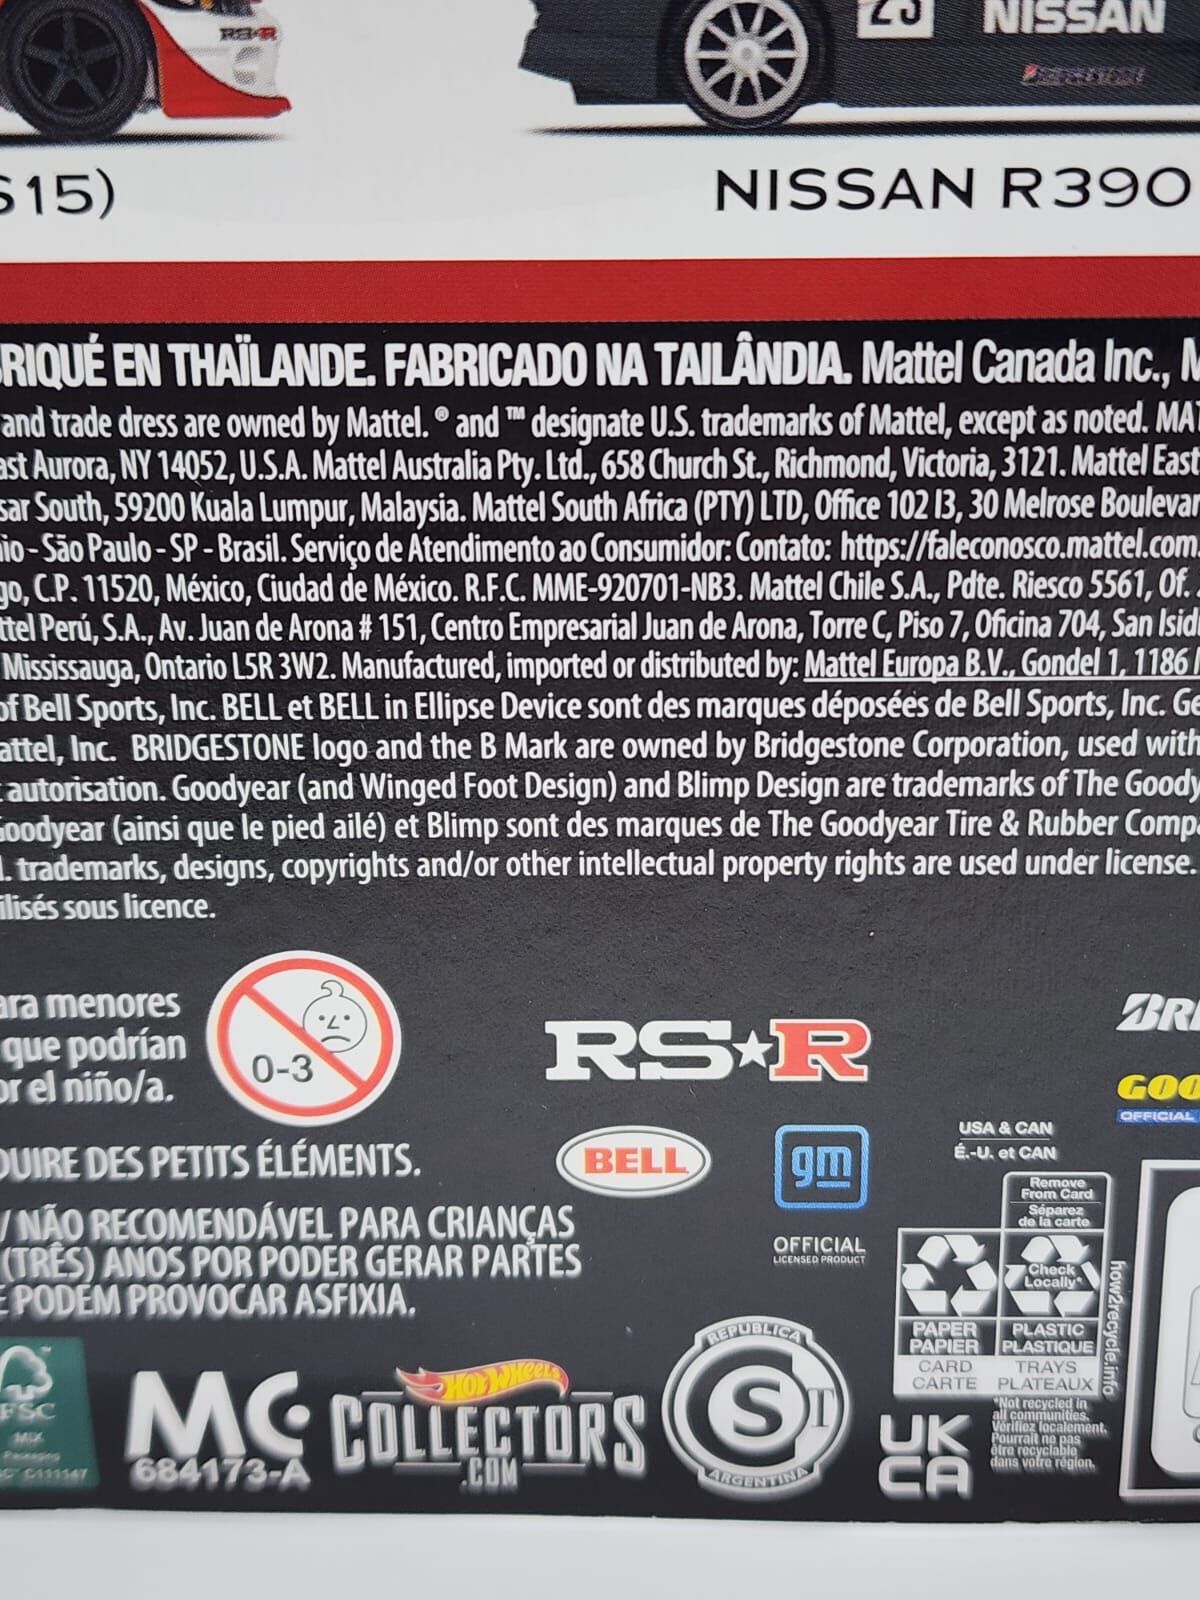 RS★R
23
NISSAN
BRIDGESTONE
S15)
NISSAN R390
BRIQUÉ EN THAÏLANDE. FABRICADO NA TAILÂNDIA. Mattel Canada Inc., M
and trade dress are owned by Mattel. ® and ™ designate U.S. trademarks of Mattel, except as noted. MAT
ast Aurora, NY 14052, U.S.A. Mattel Australia Pty. Ltd., 658 Church St., Richmond, Victoria, 3121. Mattel East
sar South, 59200 Kuala Lumpur, Malaysia. Mattel South Africa (PTY) LTD, Office 102 I3, 30 Melrose Boulevar
io - São Paulo - SP - Brasil. Serviço de Atendimento ao Consumidor: Contato: https://faleconosco.mattel.com
go, C.P. 11520, México, Ciudad de México. R.F.C. MME-920701-NB3. Mattel Chile S.A., Pdte. Riesco 5561, Of.
ttel Perú, S.A., Av. Juan de Arona # 151, Centro Empresarial Juan de Arona, Torre C, Piso 7, Oficina 704, San Isid
Mississauga, Ontario L5R 3W2. Manufactured, imported or distributed by: Mattel Europa B.V., Gondel 1, 1186
of Bell Sports, Inc. BELL et BELL in Ellipse Device sont des marques déposées de Bell Sports, Inc. Ge
attel, Inc. BRIDGESTONE logo and the B Mark are owned by Bridgestone Corporation, used with
autorisation. Goodyear (and Winged Foot Design) and Blimp Design are trademarks of The Goody
Goodyear (ainsi que le pied ailé) et Blimp sont des marques de The Goodyear Tire & Rubber Comp
. trademarks, designs, copyrights and/or other intellectual property rights are used under license.
ilisés sous licence.
ara menores
que podrían
or el niño/a.
0-3
RS★R
BRI
GOO
OFFICIAL
DUIRE DES PETITS ÉLÉMENTS.
BELL
gm
OFFICIAL
LICENSED PRODUCT
USA & CAN
É.-U. et CAN
Remove
From Card
Séparez
de la carte
Check
Locally*
PAPER
PAPIER
PLASTIC
PLASTIQUE
CARD
CARTE
TRAYS
PLATEAUX
how2recycle.info
*Not recycled in
all communities.
Vérifiez localement.
Pourrait ne pas
être recyclable
dans votre région.
/ NÃO RECOMENDÁVEL PARA CRIANÇAS
(TRÊS) ANOS POR PODER GERAR PARTES
E PODEM PROVOCAR ASFIXIA.
FSC
MIX
Packaging
C111147
MC
684173-A
Hot Wheels
COLLECTORS
.COM
REPUBLICA
S
T
ARGENTINA
UK
CA